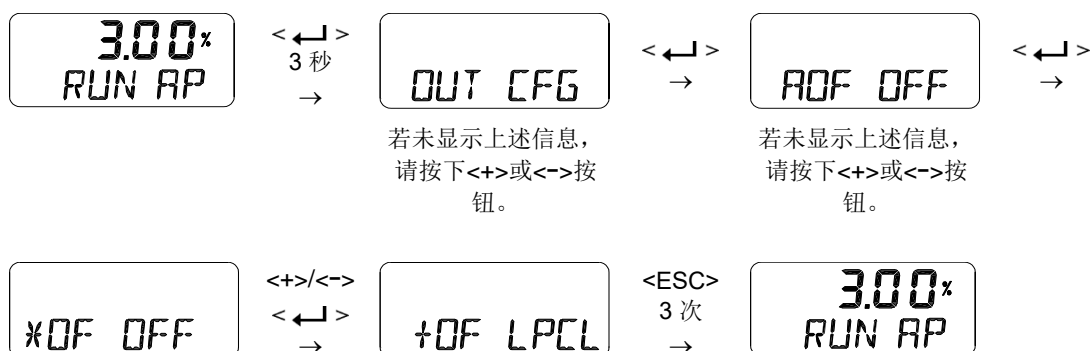 3.00%
RUN AP
< ↵ >
3 秒
→
OUT CFG
若未显示上述信息，
请按下<+>或<->按
钮。
< ↵ >
→
AOF OFF
若未显示上述信息，
请按下<+>或<->按
钮。
< ↵ >
→
*OF OFF
<+>/<->
< ↵ >
→
+OF LPCL
<ESC>
3 次
→
3.00%
RUN AP